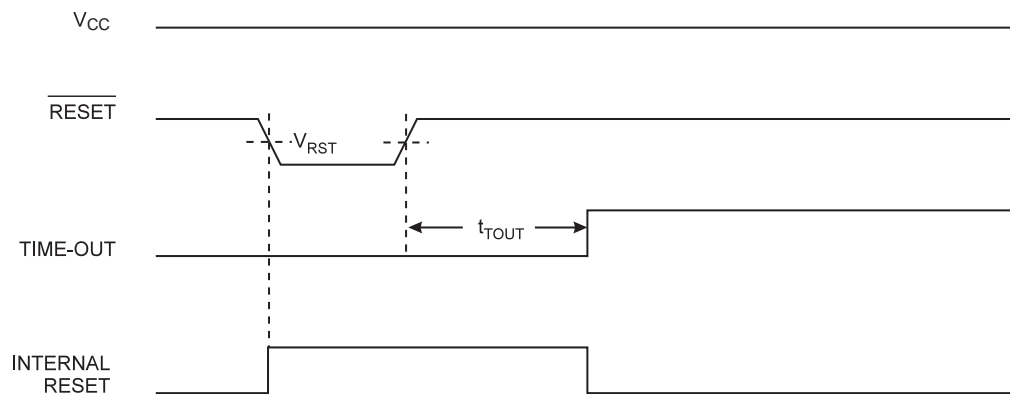 VCC
RESET
VRST
tTOUT
TIME-OUT
INTERNAL
RESET